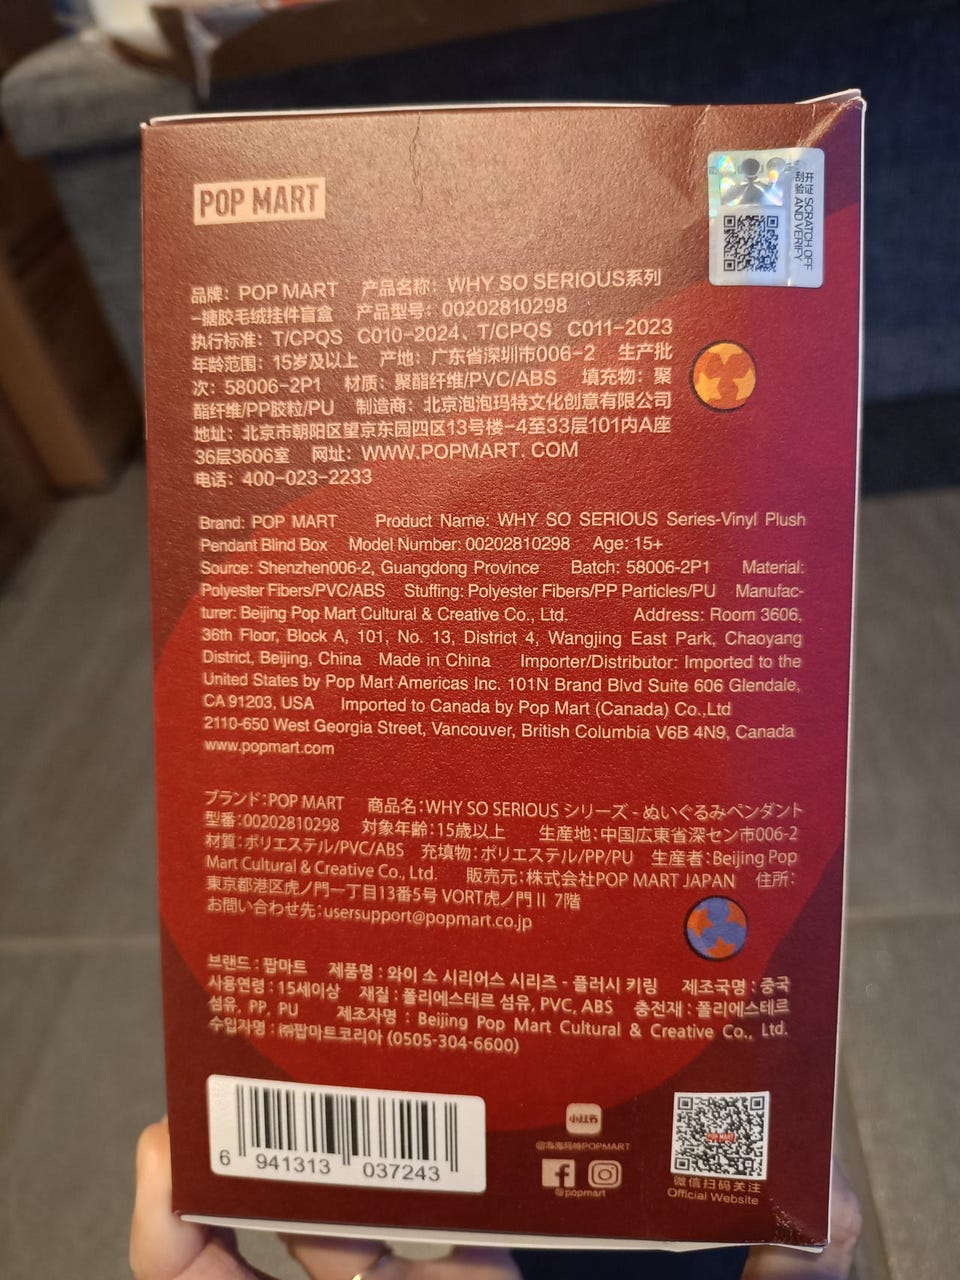 POP MART
开证 SCRATCH OFF
刮验 AND VERIFY
品牌：POP MART 产品名称：WHY SO SERIOUS系列
-搪胶毛绒挂件盲盒 产品型号：00202810298
执行标准：T/CPQS C010-2024、T/CPQS C011-2023
年龄范围：15岁及以上 产地：广东省深圳市006-2 生产批
次：58006-2P1 材质：聚酯纤维/PVC/ABS 填充物：聚
酯纤维/PP胶粒/PU 制造商：北京泡泡玛特文化创意有限公司
地址：北京市朝阳区望京东园四区13号楼-4至33层101内A座
36层3606室 网址：WWW.POPMART.COM
电话：400-023-2233
Brand: POP MART Product Name: WHY SO SERIOUS Series-Vinyl Plush
Pendant Blind Box Model Number: 00202810298 Age: 15+
Source: Shenzhen006-2, Guangdong Province Batch: 58006-2P1 Material:
Polyester Fibers/PVC/ABS Stuffing: Polyester Fibers/PP Particles/PU Manufac-
turer: Beijing Pop Mart Cultural & Creative Co., Ltd. Address: Room 3606,
36th Floor, Block A, 101, No. 13, District 4, Wangjing East Park, Chaoyang
District, Beijing, China Made in China Importer/Distributor: Imported to the
United States by Pop Mart Americas Inc. 101N Brand Blvd Suite 606 Glendale,
CA 91203, USA Imported to Canada by Pop Mart (Canada) Co.,Ltd
2110-650 West Georgia Street, Vancouver, British Columbia V6B 4N9, Canada
www.popmart.com
ブランド：POP MART 商品名：WHY SO SERIOUS シリーズ - ぬいぐるみペンダント
型番：00202810298 対象年齢：15歳以上 生産地：中国広東省深セン市006-2
材質：ポリエステル/PVC/ABS 充填物：ポリエステル/PP/PU 生産者：Beijing Pop
Mart Cultural & Creative Co., Ltd. 販売元：株式会社POP MART JAPAN 住所：
東京都港区虎ノ門一丁目13番5号 VORT虎ノ門Ⅱ 7階
お問い合わせ先：usersupport@popmart.co.jp
브랜드 : 팝마트 제품명 : 와이 소 시리어스 시리즈 - 플러시 키링 제조국명 : 중국
사용연령 : 15세이상 재질 : 폴리에스테르 섬유, PVC, ABS 충전재 : 폴리에스테르
섬유, PP, PU 제조자명 : Beijing Pop Mart Cultural & Creative Co., Ltd.
수입자명 : ㈜팝마트코리아 (0505-304-6600)
6 941313 037243
小红书
@泡泡玛特POPMART
@popmart
POP MART
微信扫码关注
Official Website